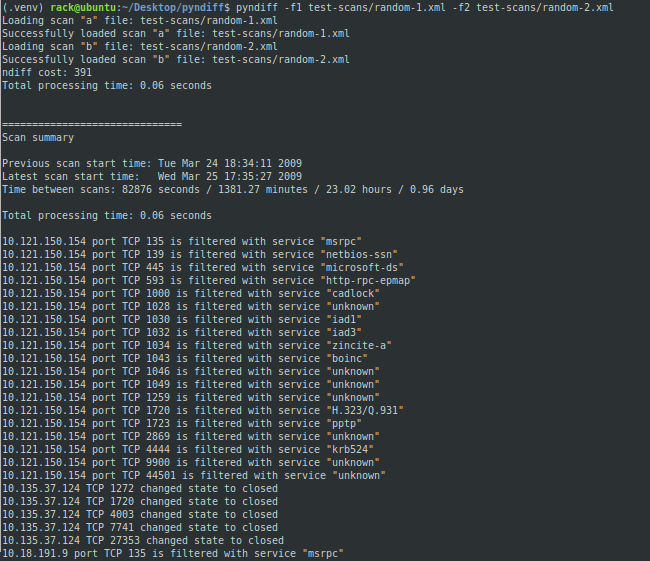 (.venv) rack@ubuntu:~/Desktop/pyndiff$ pyndiff -f1 test-scans/random-1.xml -f2 test-scans/random-2.xml
Loading scan "a" file: test-scans/random-1.xml
Successfully loaded scan "a" file: test-scans/random-1.xml
Loading scan "b" file: test-scans/random-2.xml
Successfully loaded scan "b" file: test-scans/random-2.xml
ndiff cost: 391
Total processing time: 0.06 seconds
==============================
Scan summary
Previous scan start time: Tue Mar 24 18:34:11 2009
Latest scan start time:   Wed Mar 25 17:35:27 2009
Time between scans: 82876 seconds / 1381.27 minutes / 23.02 hours / 0.96 days
Total processing time: 0.06 seconds
10.121.150.154 port TCP 135 is filtered with service "msrpc"
10.121.150.154 port TCP 139 is filtered with service "netbios-ssn"
10.121.150.154 port TCP 445 is filtered with service "microsoft-ds"
10.121.150.154 port TCP 593 is filtered with service "http-rpc-epmap"
10.121.150.154 port TCP 1000 is filtered with service "cadlock"
10.121.150.154 port TCP 1028 is filtered with service "unknown"
10.121.150.154 port TCP 1030 is filtered with service "iad1"
10.121.150.154 port TCP 1032 is filtered with service "iad3"
10.121.150.154 port TCP 1034 is filtered with service "zincite-a"
10.121.150.154 port TCP 1043 is filtered with service "boinc"
10.121.150.154 port TCP 1046 is filtered with service "unknown"
10.121.150.154 port TCP 1049 is filtered with service "unknown"
10.121.150.154 port TCP 1259 is filtered with service "unknown"
10.121.150.154 port TCP 1720 is filtered with service "H.323/Q.931"
10.121.150.154 port TCP 1723 is filtered with service "pptp"
10.121.150.154 port TCP 2869 is filtered with service "unknown"
10.121.150.154 port TCP 4444 is filtered with service "krb524"
10.121.150.154 port TCP 9900 is filtered with service "unknown"
10.121.150.154 port TCP 44501 is filtered with service "unknown"
10.135.37.124 TCP 1272 changed state to closed
10.135.37.124 TCP 1720 changed state to closed
10.135.37.124 TCP 4003 changed state to closed
10.135.37.124 TCP 7741 changed state to closed
10.135.37.124 TCP 27353 changed state to closed
10.18.191.9 port TCP 135 is filtered with service "msrpc"